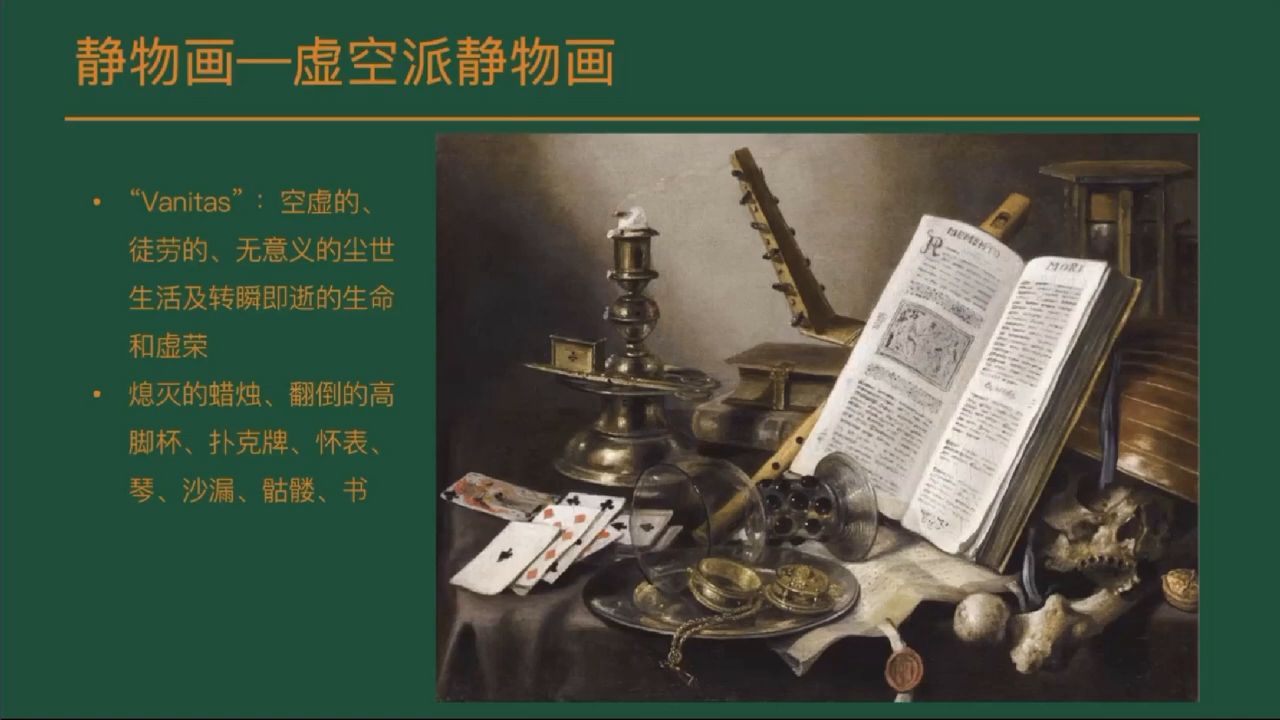 静物画—虚空派静物画
• “Vanitas” ：空虚的、
徒劳的、无意义的尘世
生活及转瞬即逝的生命
和虚荣
• 熄灭的蜡烛、翻倒的高
脚杯、扑克牌、怀表、
琴、沙漏、骷髅、书
MEMENTO
MORI